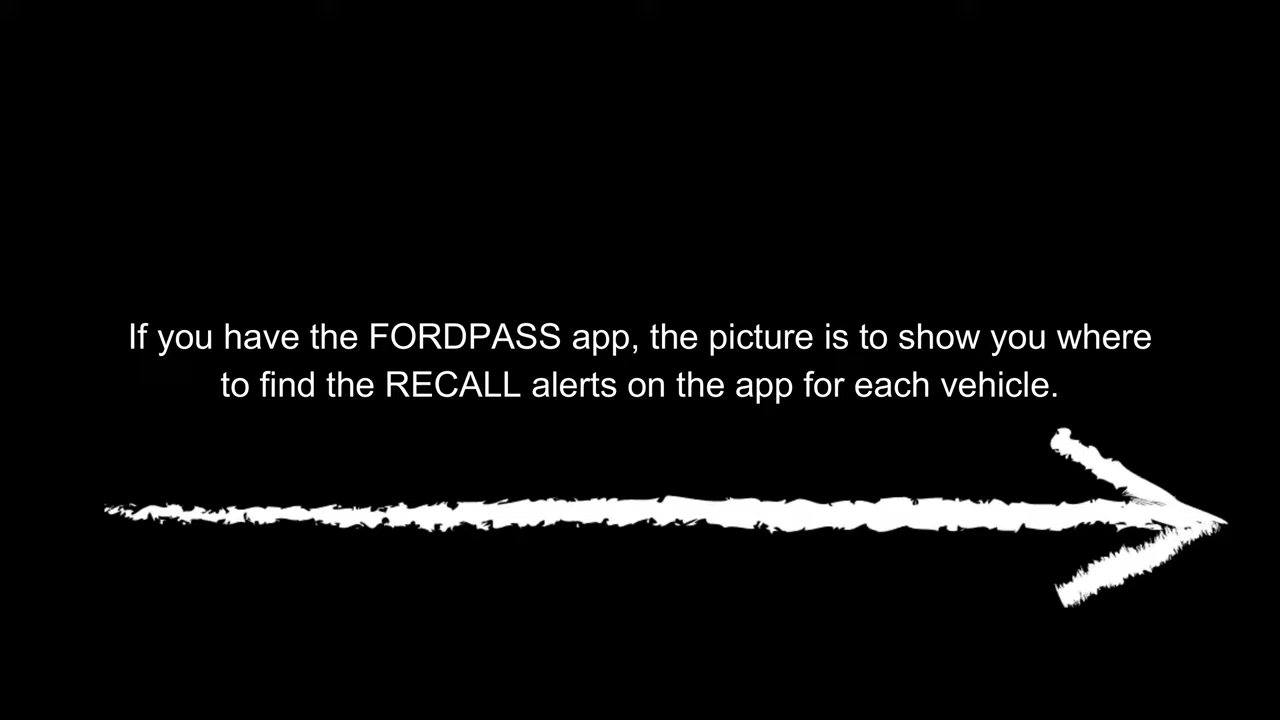 If you have the FORDPASS app, the picture is to show you where
to find the RECALL alerts on the app for each vehicle.